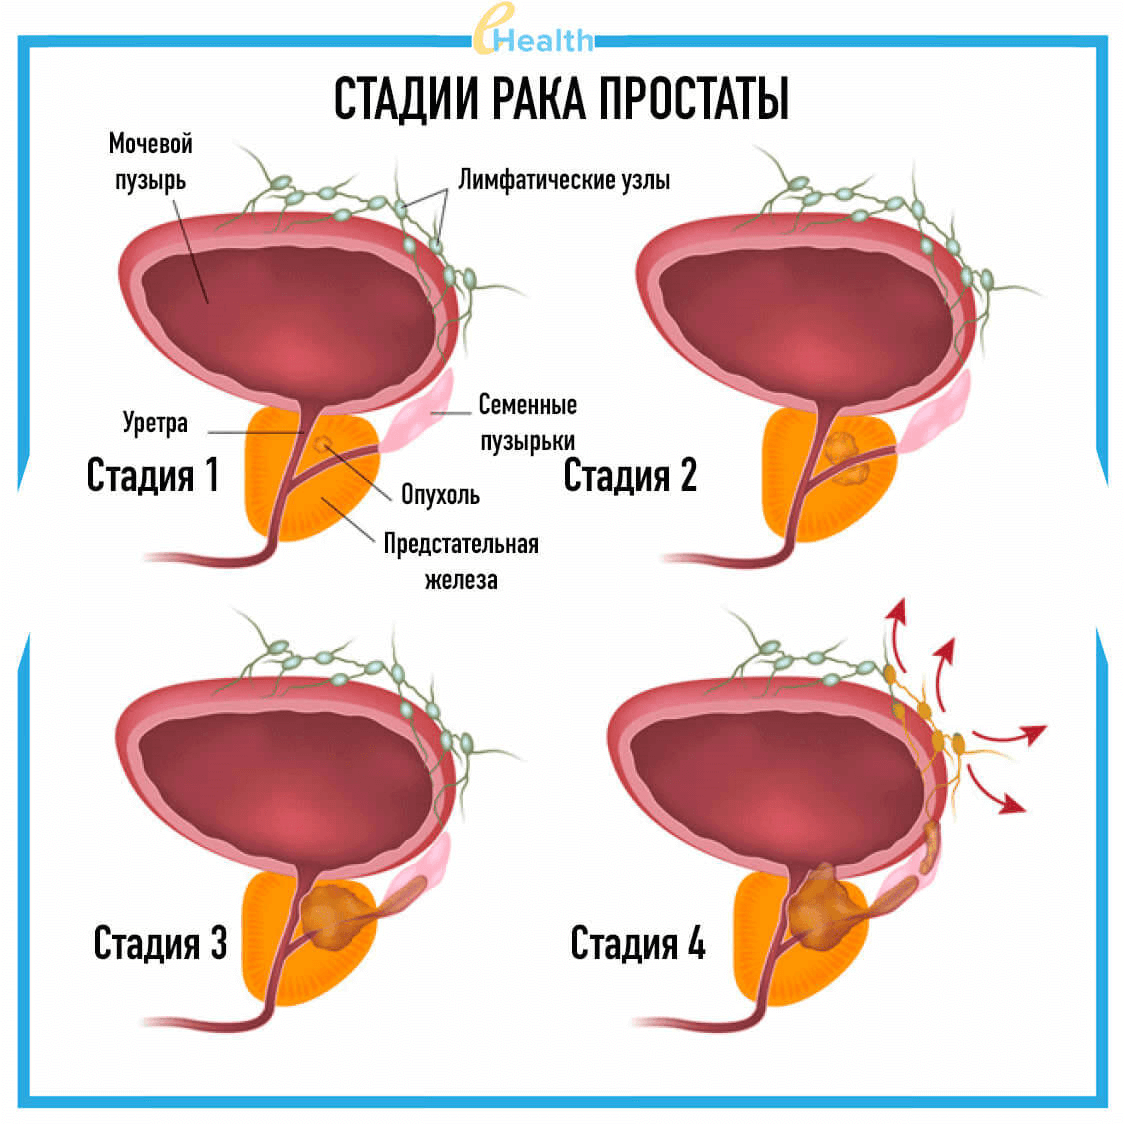 eHealth
СТАДИИ РАКА ПРОСТАТЫ
Мочевой
пузырь
Лимфатические узлы
Уретра
Семенные
пузырьки
Стадия 1
Опухоль
Предстательная
железа
Стадия 2
Стадия 3
Стадия 4